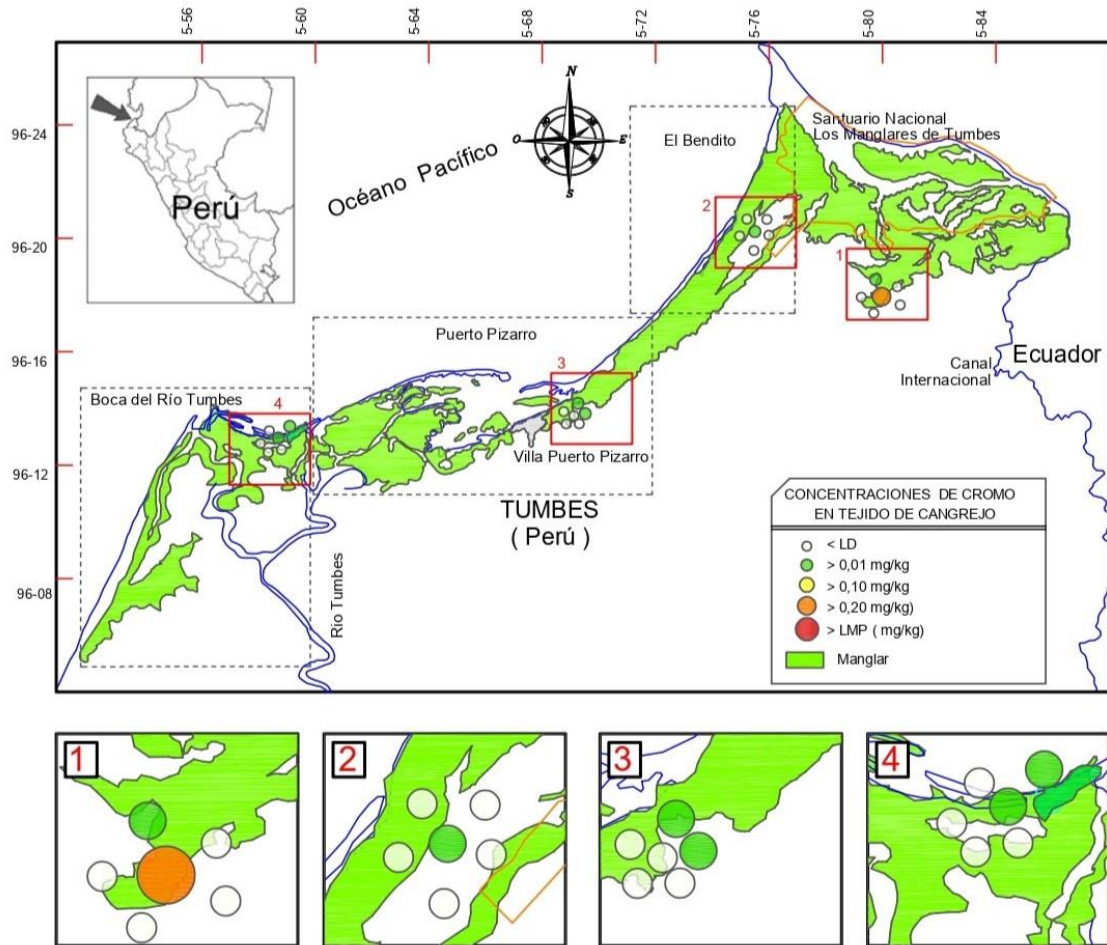 5-56
5-60
5-64
5-68
5-72
5-76
5-80
5-84
96-24
96-20
96-16
96-12
96-08
Perú
Océano Pacífico
N
O
E
S
El Bendito
Santuario Nacional
Los Manglares de Tumbes
2
1
Puerto Pizarro
3
Canal
Internacional
Ecuador
Boca del Río Tumbes
4
Villa Puerto Pizarro
TUMBES
( Perú )
Rio Tumbes
CONCENTRACIONES DE CROMO
EN TEJIDO DE CANGREJO
< LD
> 0,01 mg/kg
> 0,10 mg/kg
> 0,20 mg/kg)
> LMP ( mg/kg)
Manglar
1
2
3
4